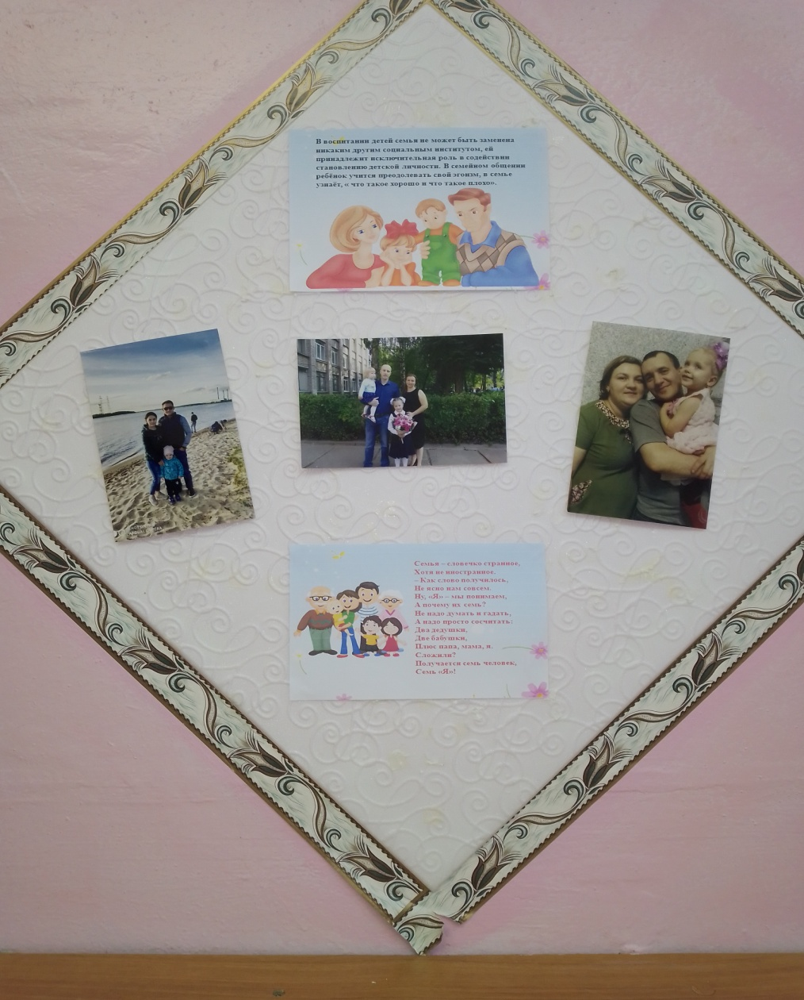 В воспитании детей семья не может быть заменена
никаким другим социальным институтом, ей
принадлежит исключительная роль в содействии
становлению детской личности. В семейном общении
ребёнок учится преодолевать свой эгоизм, в семье
узнаёт, « что такое хорошо и что такое плохо».
Семья – словечко странное,
Хотя не иностранное.
–Как слово получилось,
Не ясно нам совсем.
Ну, «Я» – мы понимаем,
А почему их семь?
Не надо думать и гадать,
А надо просто сосчитать:
Два дедушки,
Две бабушки,
Плюс папа, мама, я.
Сложили?
Получается семь человек,
Семь «Я»!